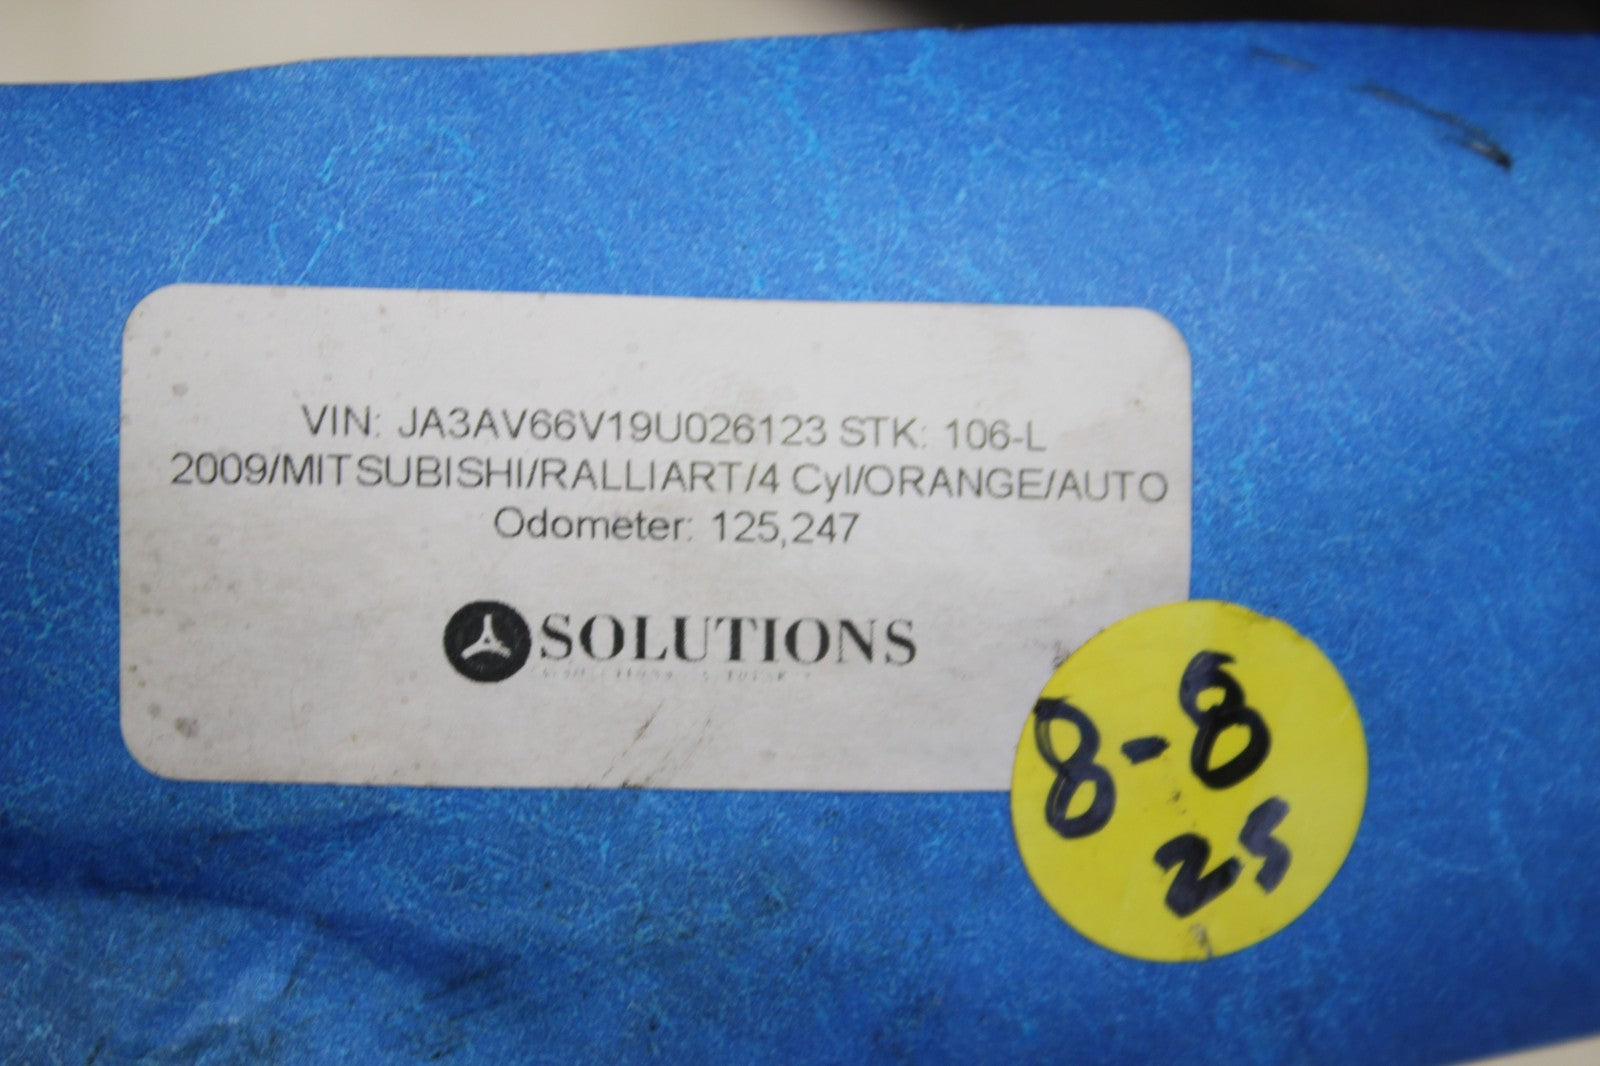 VIN: JA3AV66V19U026123 STK: 106-L
2009/MITSUBISHI/RALLIART/4 Cyl/ORANGE/AUTO
Odometer: 125,247
SOLUTIONS
8-8
25